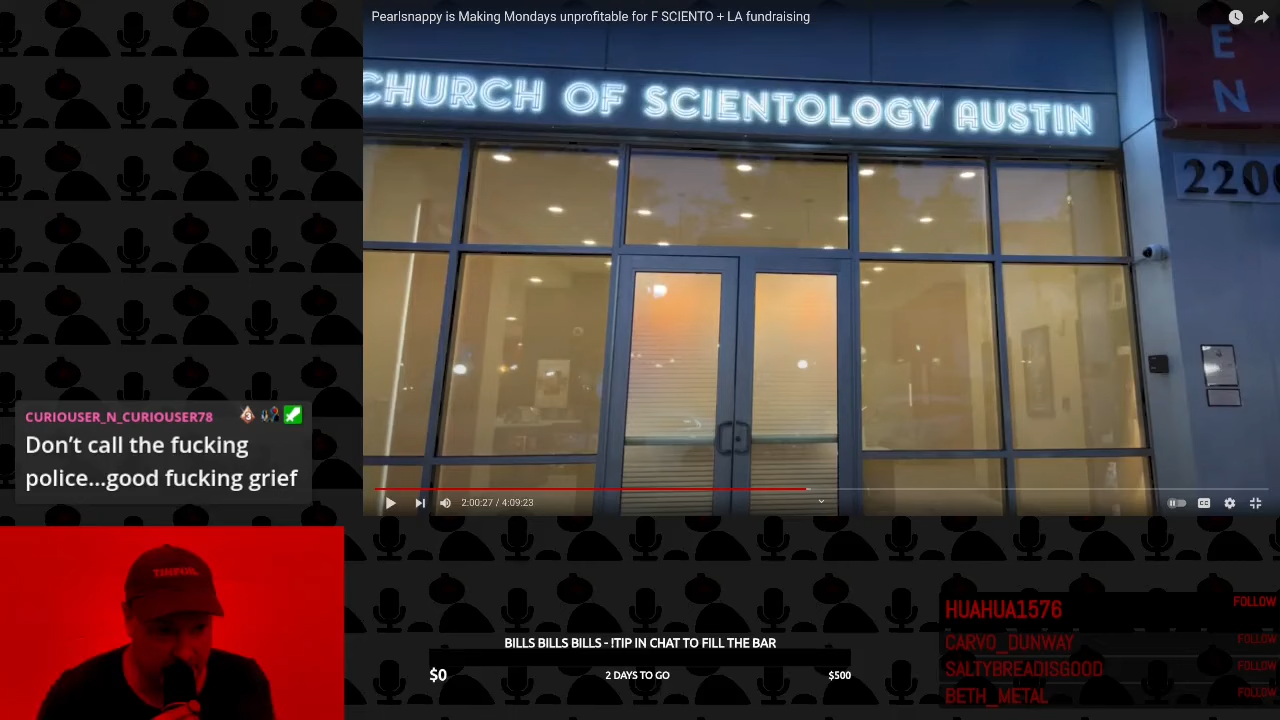 Pearlsnappy is Making Mondays unprofitable for F SCIENTO + LA fundraising
CHURCH OF SCIENTOLOGY AUSTIN
E
N
220
CURIOUSER_N_CURIOUSER78
3
Don't call the fucking
police...good fucking grief
2:00:27 / 4:09:23
CC
TINFOIL
BILLS BILLS BILLS - !TIP IN CHAT TO FILL THE BAR
$0
2 DAYS TO GO
$500
HUAHUA1576 FOLLOW
CARVO_DUNWAY FOLLOW
SALTYBREADISGOOD FOLLOW
BETH_METAL FOLLOW